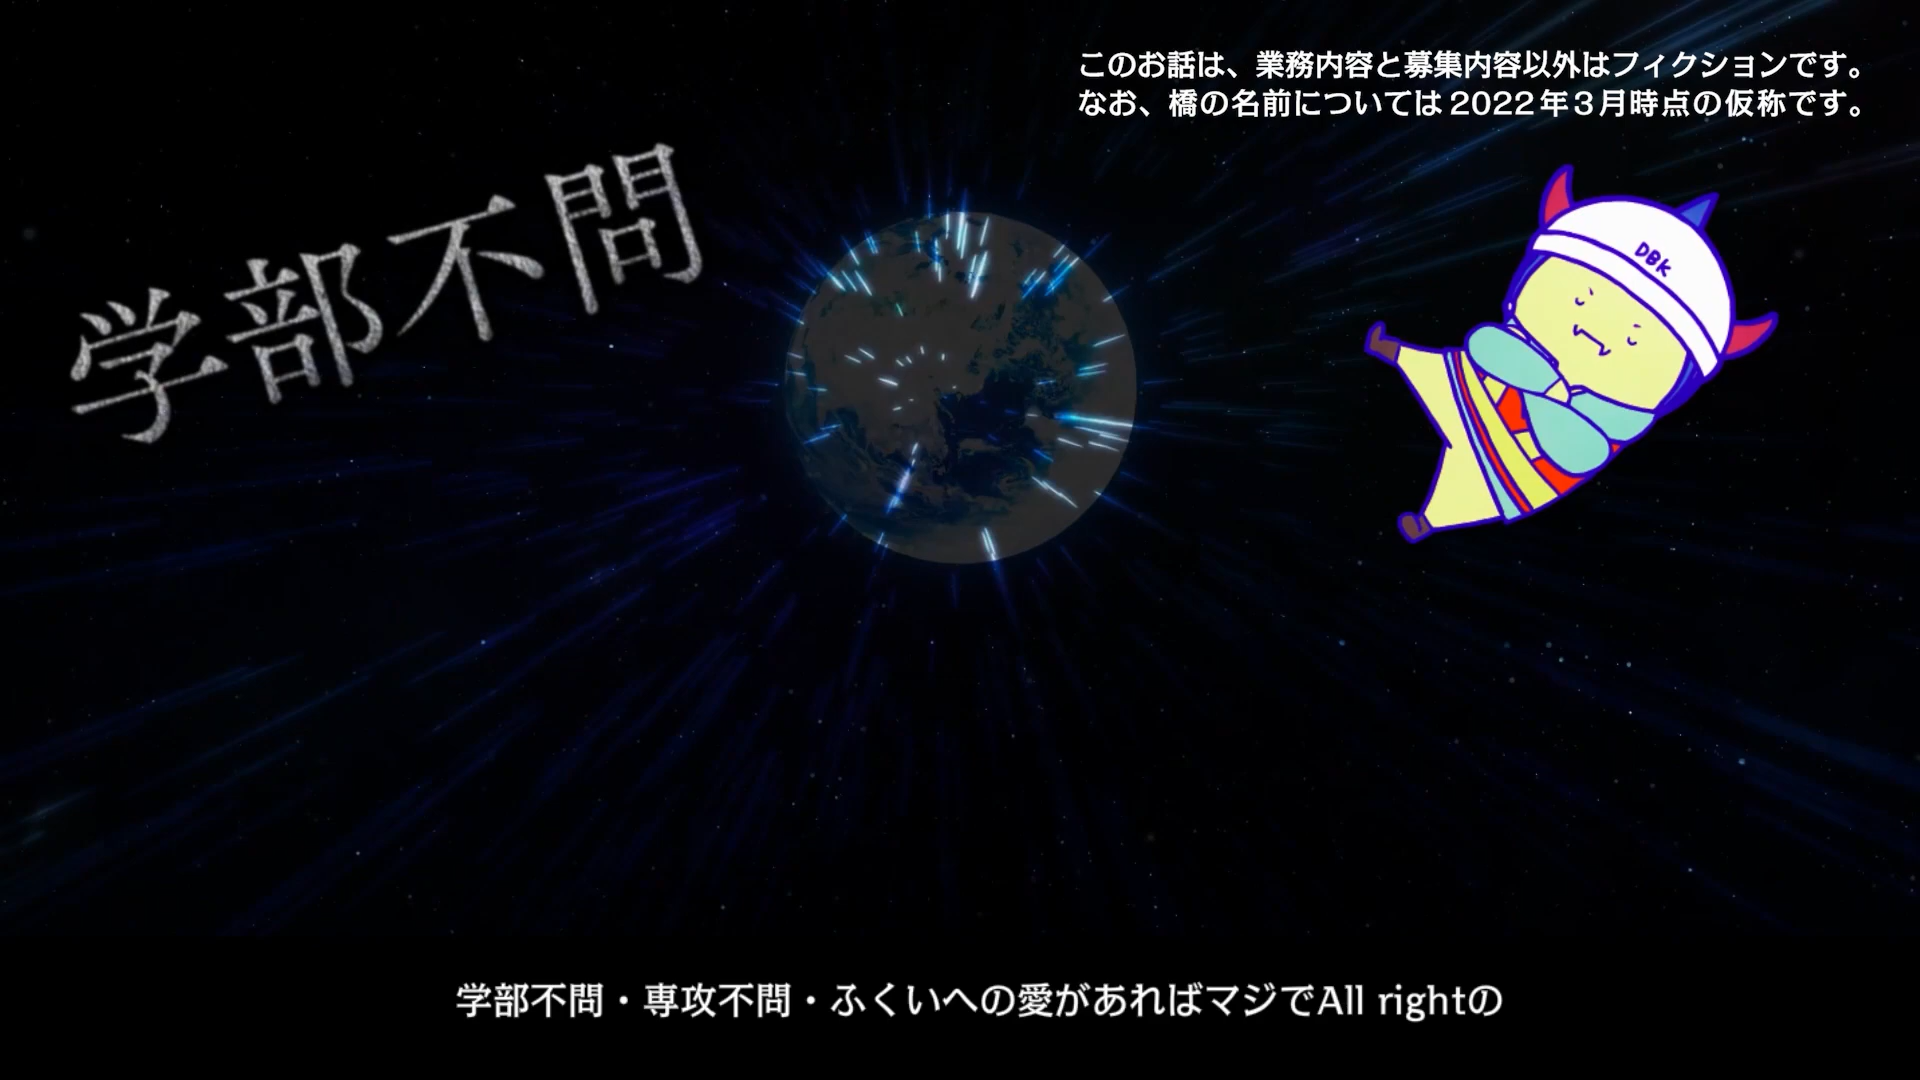 このお話は、業務内容と募集内容以外はフィクションです。
なお、橋の名前については2022年3月時点の仮称です。
学部不問
DBK
学部不問・専攻不問・ふくいへの愛があればマジでAll rightの